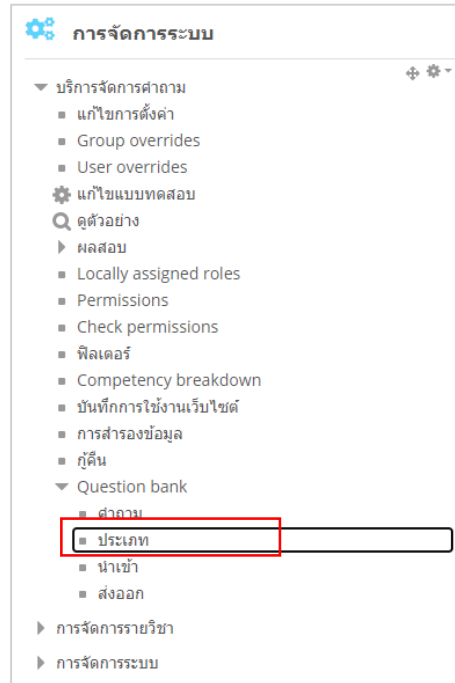 การจัดการระบบ
บริการจัดการคำถาม
แก้ไขการตั้งค่า
Group overrides
User overrides
แก้ไขแบบทดสอบ
ดูตัวอย่าง
ผลสอบ
Locally assigned roles
Permissions
Check permissions
ฟิลเตอร์
Competency breakdown
บันทึกการใช้งานเว็บไซต์
การสำรองข้อมูล
กู้คืน
Question bank
คำถาม
ประเภท
นำเข้า
ส่งออก
การจัดการรายวิชา
การจัดการระบบ